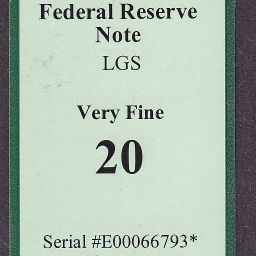 Federal Reserve
Note
LGS
Very Fine
20
Serial #E00066793*